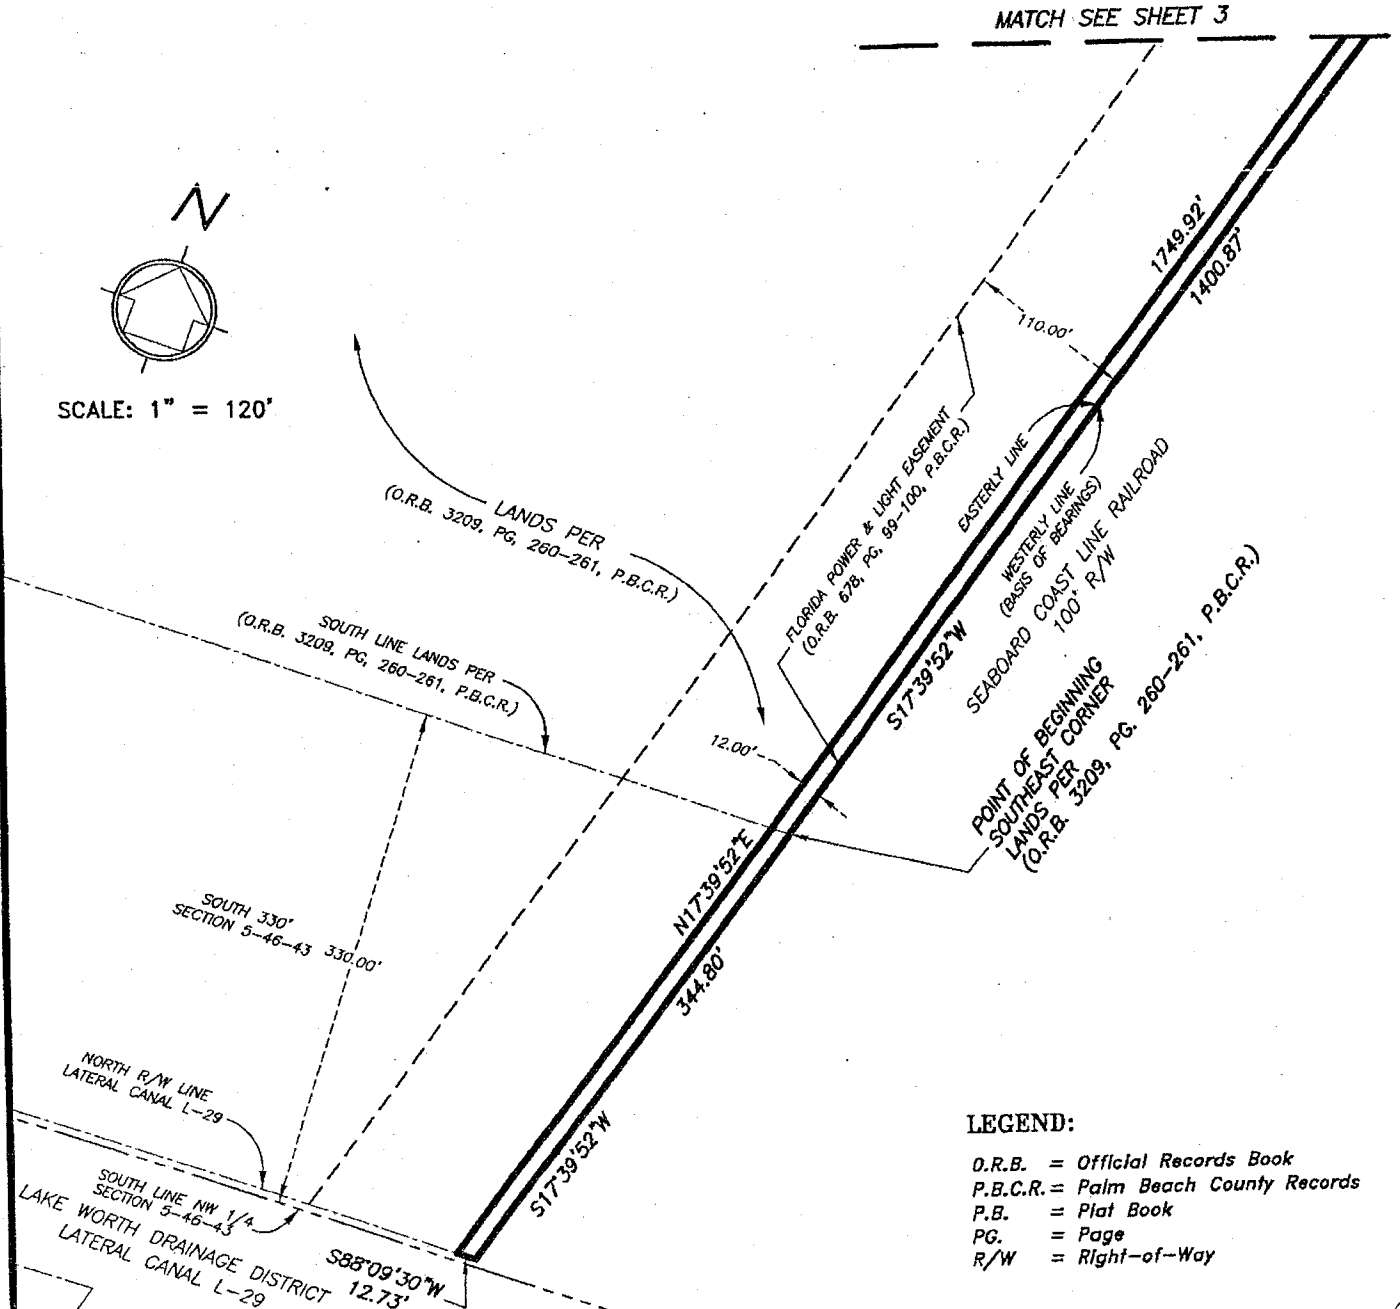 MATCH SEE SHEET 3
N
SCALE: 1" = 120'
1749.92'
1400.87'
110.00'
LANDS PER
(O.R.B. 3209, PG, 260-261, P.B.C.R.)
FLORIDA POWER & LIGHT EASEMENT
(O.R.B. 678, PG, 99-100, P.B.C.R.)
EASTERLY LINE
WESTERLY LINE
(BASIS OF BEARINGS)
SEABOARD COAST LINE RAILROAD
100' R/W
S17°39'52"W
SOUTH LINE LANDS PER
(O.R.B. 3209, PG, 260-261, P.B.C.R.)
12.00'
POINT OF BEGINNING
SOUTHEAST CORNER
LANDS PER
(O.R.B. 3209, PG. 260-261, P.B.C.R.)
N17°39'52"E
344.80'
SOUTH 330'
SECTION 5-46-43 330.00'
NORTH R/W LINE
LATERAL CANAL L-29
S17°39'52"W
SOUTH LINE NW 1/4
SECTION 5-46-43
LAKE WORTH DRAINAGE DISTRICT
LATERAL CANAL L-29
S88°09'30"W
12.73'
LEGEND:
O.R.B. = Official Records Book
P.B.C.R. = Palm Beach County Records
P.B. = Plat Book
PG. = Page
R/W = Right-of-Way